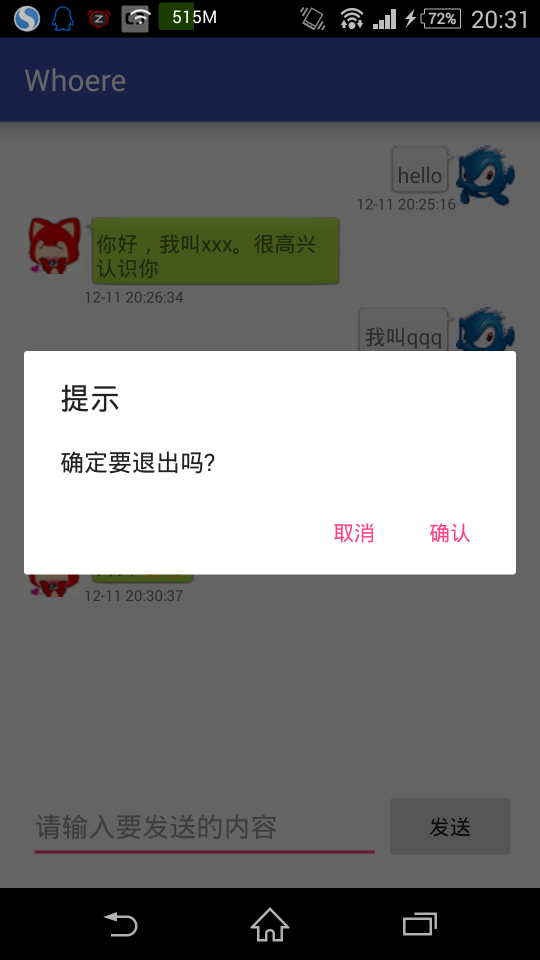 515M
72%
20:31
Whoere
hello
12-11 20:25:16
你好，我叫xxx。很高兴
认识你
12-11 20:26:34
我叫qqq
提示
确定要退出吗?
取消
确认
12-11 20:30:37
请输入要发送的内容
发送